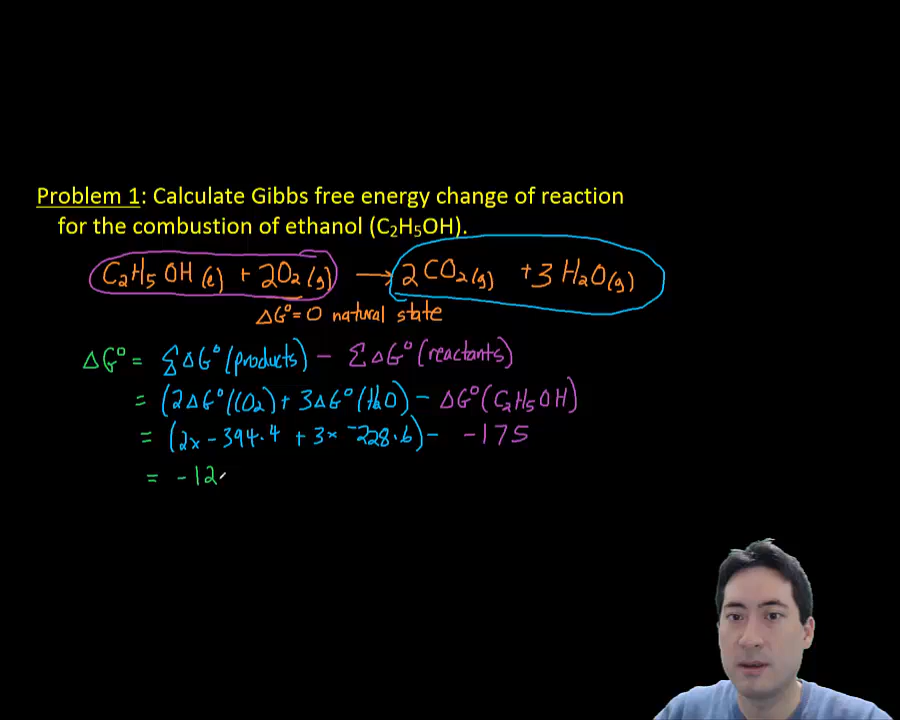 Problem 1: Calculate Gibbs free energy change of reaction
for the combustion of ethanol (C₂H₅OH).
C₂H₅OH(ℓ) + 2O₂(g) → 2CO₂(g) + 3H₂O(g)
ΔG° = 0 natural state
ΔG° = ΣΔG°(products) - ΣΔG°(reactants)
= (2ΔG°(CO₂) + 3ΔG°(H₂O) - ΔG°(C₂H₅OH)
= (2x -394.4 + 3x -228.6) - -175
= -12